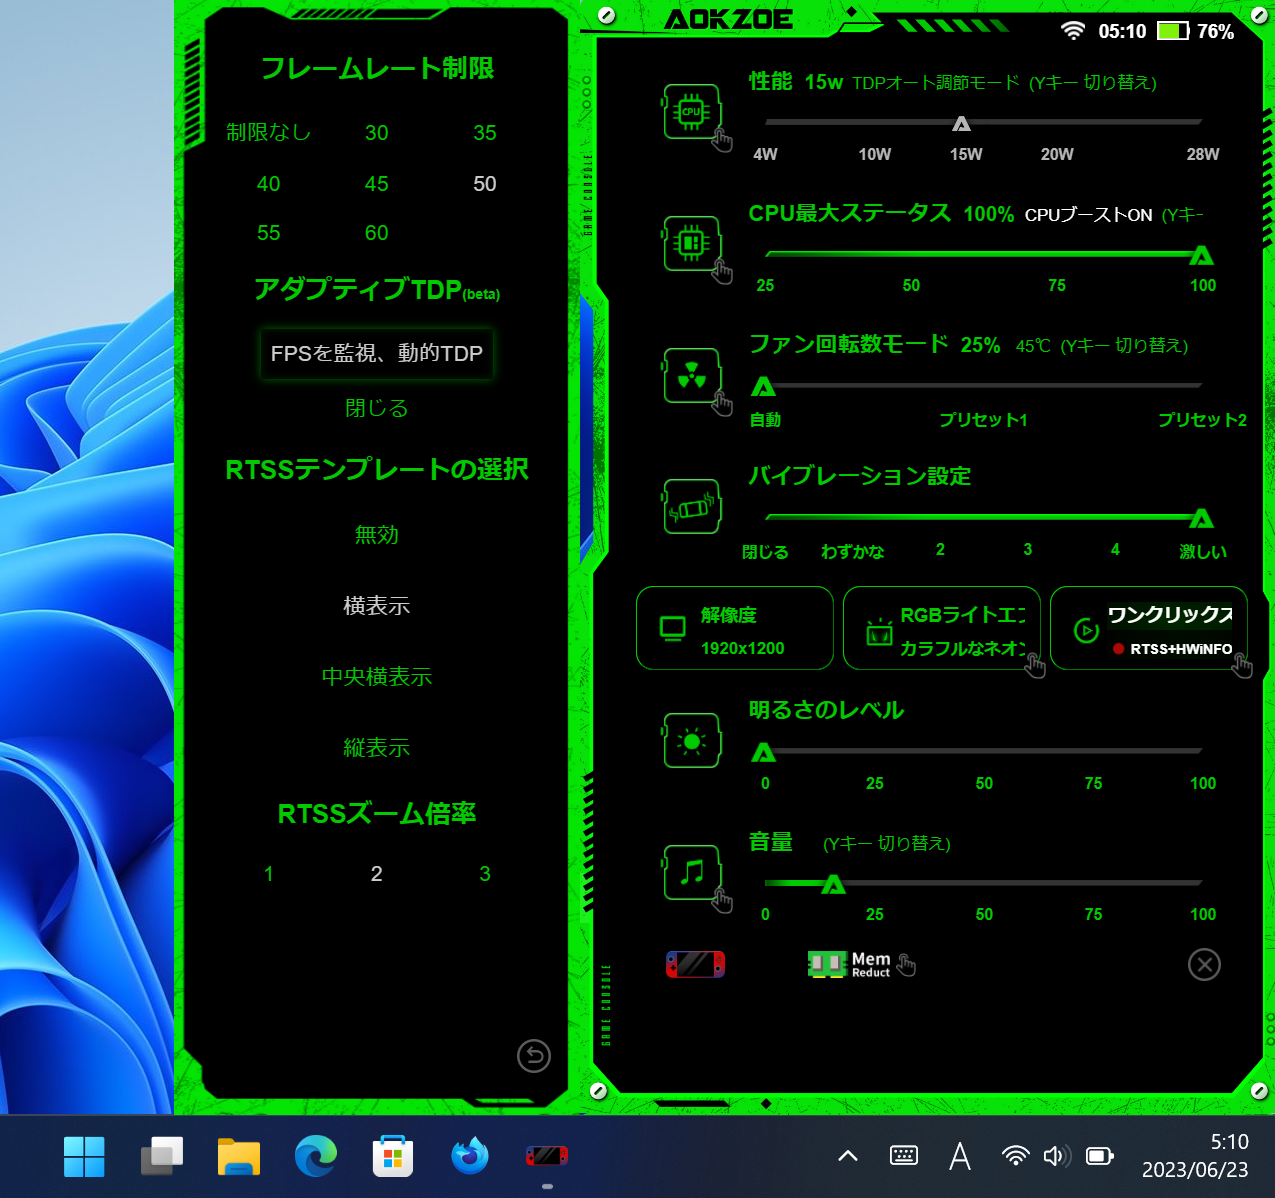 フレームレート制限
制限なし 30 35
40 45 50
55 60
アダプティブTDP(beta)
FPSを監視、動的TDP
閉じる
RTSSテンプレートの選択
無効
横表示
中央横表示
縦表示
RTSSズーム倍率
1 2 3
AOKZOE
05:10 76%
性能 15w TDPオート調節モード (Yキー 切り替え)
CPU
4W 10W 15W 20W 28W
CPU最大ステータス 100% CPUブーストON (Yキー
25 50 75 100
ファン回転数モード 25% 45℃ (Yキー 切り替え)
自動 プリセット1 プリセット2
バイブレーション設定
閉じる わずかな 2 3 4 激しい
解像度
1920x1200
RGBライトエフ
カラフルなネオン
ワンクリックス
RTSS+HWiNFO
明るさのレベル
0 25 50 75 100
音量 (Yキー 切り替え)
0 25 50 75 100
Mem
Reduct
GAME CONSOLE
GAME CONSOLE
A
5:10
2023/06/23